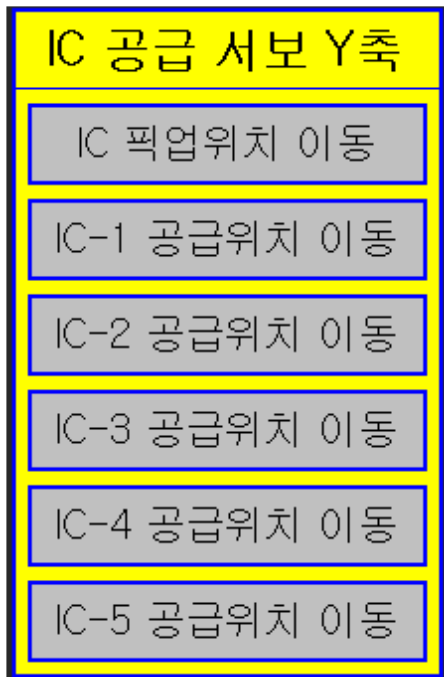 IC 공급 서보 Y축
IC 픽업위치 이동
IC-1 공급위치 이동
IC-2 공급위치 이동
IC-3 공급위치 이동
IC-4 공급위치 이동
IC-5 공급위치 이동